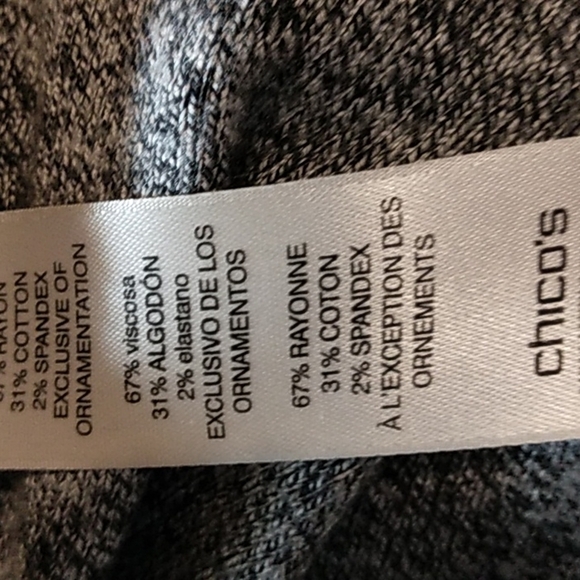 31% COTTON
2% SPANDEX
EXCLUSIVE OF
ORNAMENTATION
67% viscosa
31% ALGODÓN
2% elastano
EXCLUSIVO DE LOS
ORNAMENTOS
67% RAYONNE
31% COTON
2% SPANDEX
À L'EXCEPTION DES
ORNEMENTS
chico's